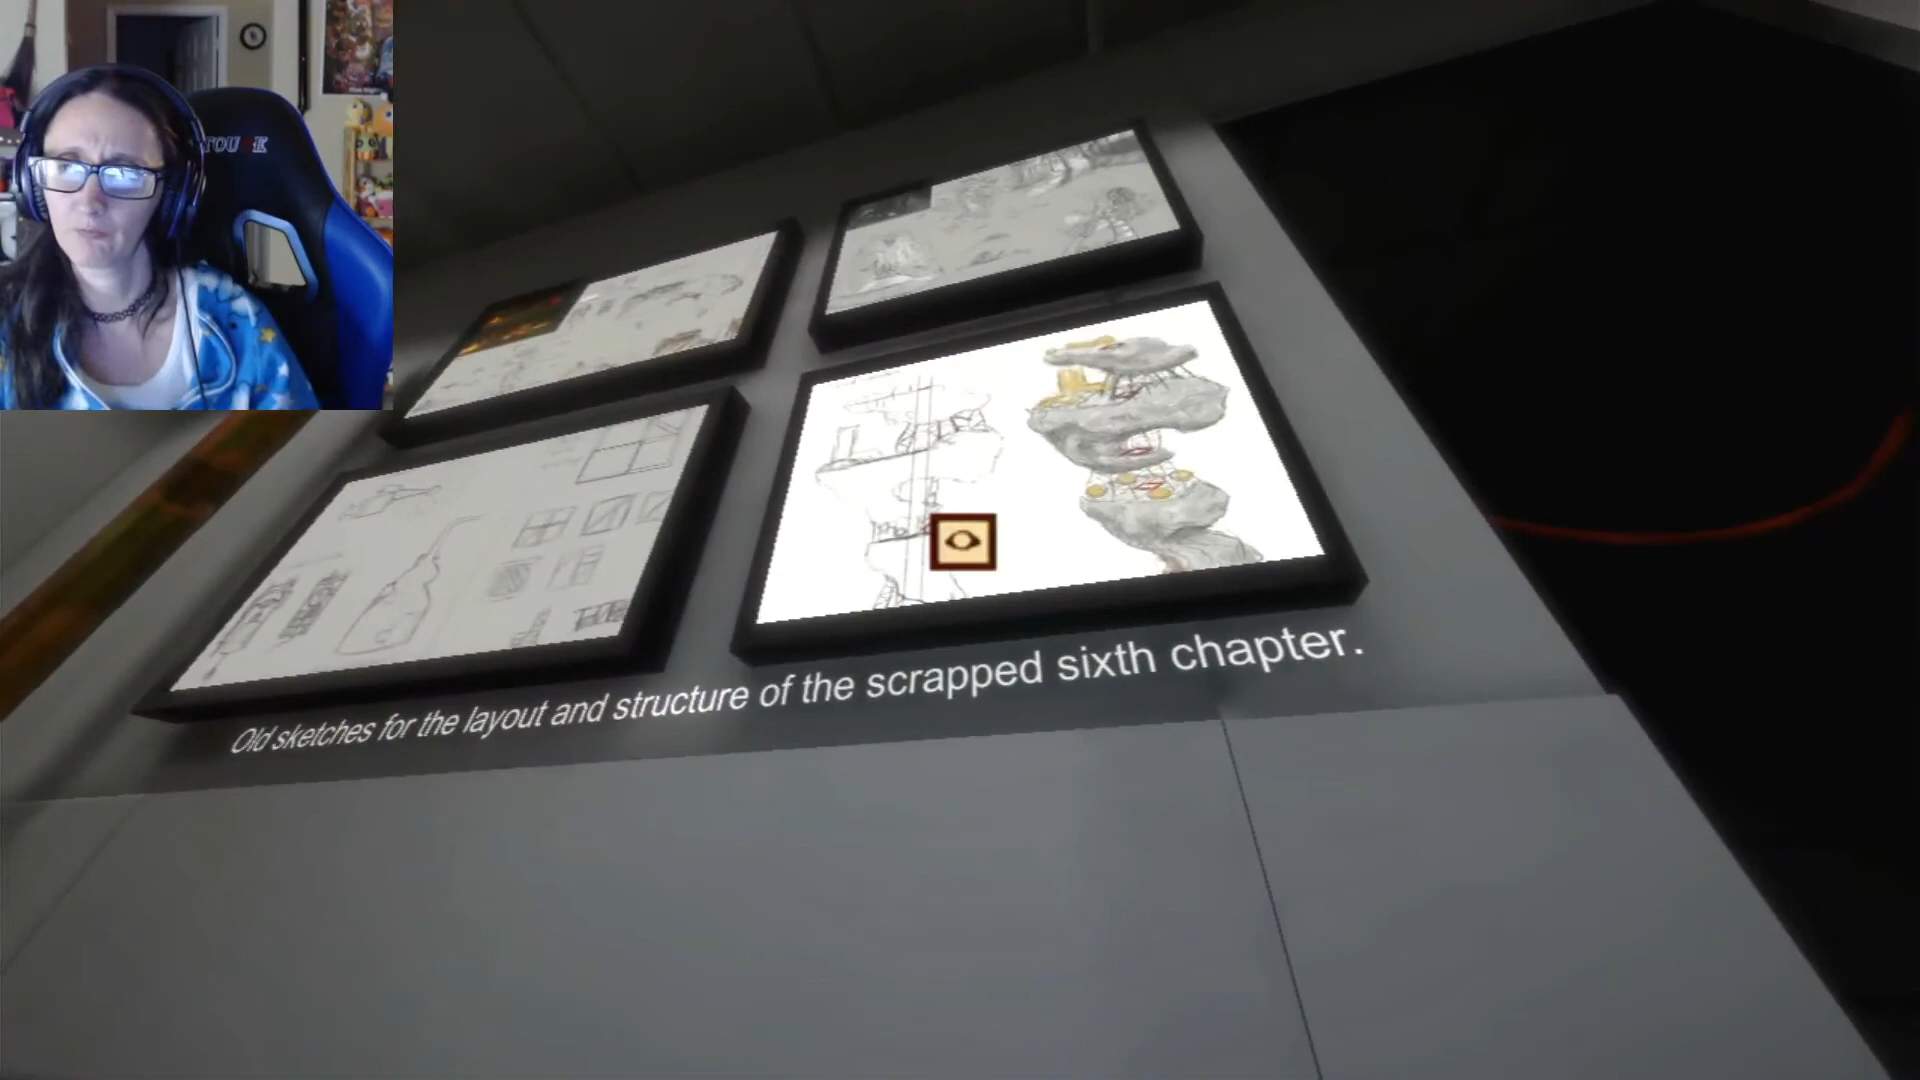 Old sketches for the layout and structure of the scrapped sixth chapter.